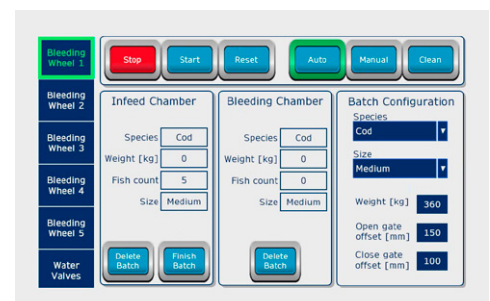 Bleeding
Wheel 1
Stop
Start
Reset
Auto
Manual
Clean
Bleeding
Wheel 2
Bleeding
Wheel 3
Bleeding
Wheel 4
Bleeding
Wheel 5
Water
Valves
Infeed Chamber
Species Cod
Weight [kg] 0
Fish count 5
Size Medium
Delete
Batch
Finish
Batch
Bleeding Chamber
Species Cod
Weight [kg] 0
Fish count 0
Size Medium
Delete
Batch
Batch Configuration
Species
Cod
Size
Medium
Weight [kg] 360
Open gate
offset [mm] 150
Close gate
offset [mm] 100